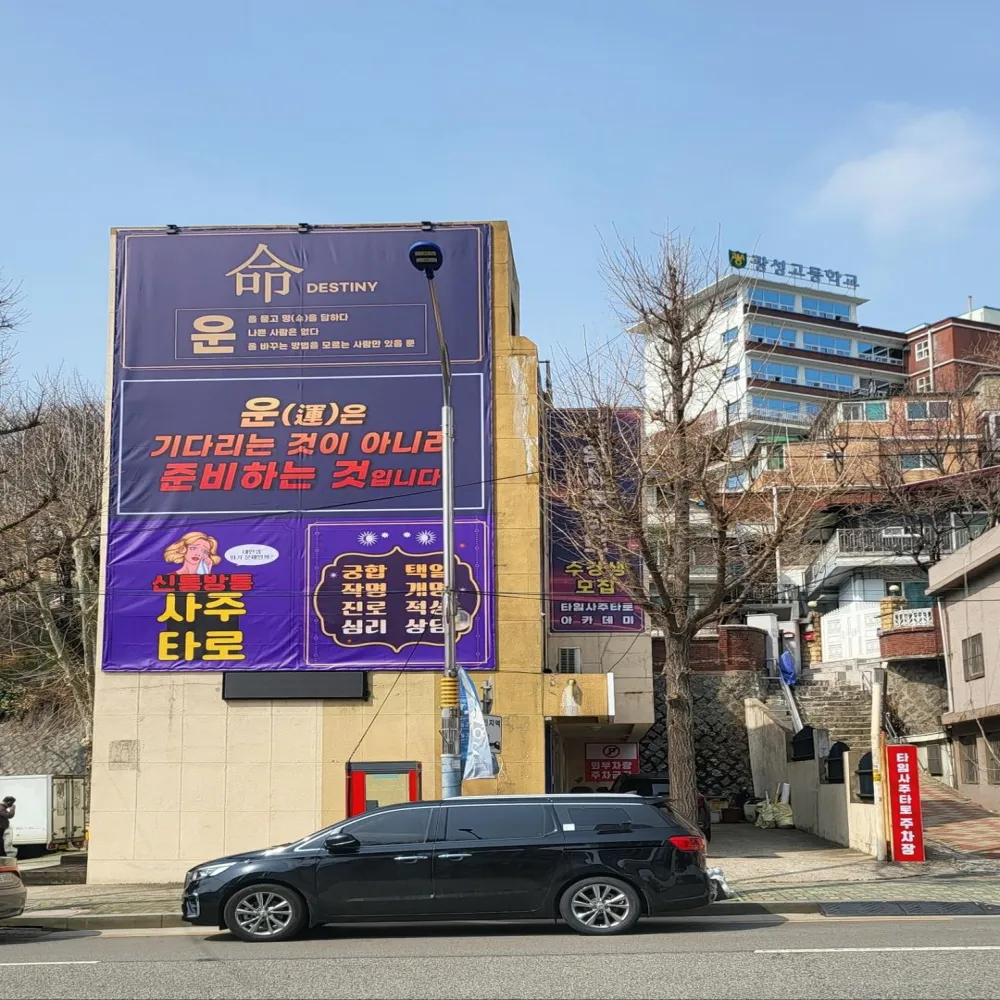 命 DESTINY
운
을 묻고 명(슈)을 답하다
나쁜 사람은 없다
을 바꾸는 방법을 모르는 사람만 있을 뿐
운(運)은
기다리는 것이 아니라
준비하는 것입니다
신통방통
사주
타로
궁합 택일
작명 개명
진로 적성
심리 상담
수강생
모집
타일사주타로
아카데미
광성고등학교
외부차량
주차금지
타일사주타로 주차장